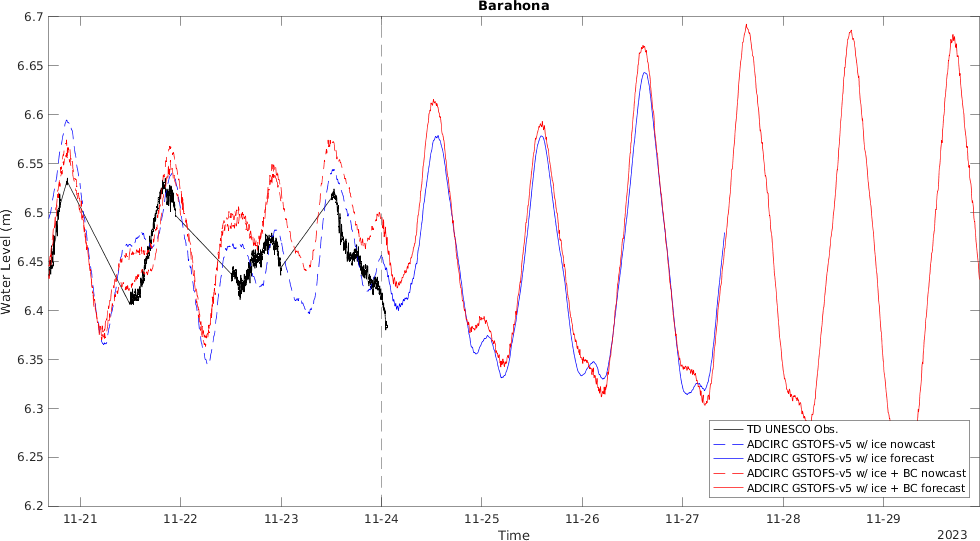 Barahona
6.7
6.65
6.6
6.55
6.5
6.45
6.4
6.35
6.3
6.25
6.2
Water Level (m)
TD UNESCO Obs.
ADCIRC GSTOFS-v5 w/ ice nowcast
ADCIRC GSTOFS-v5 w/ ice forecast
ADCIRC GSTOFS-v5 w/ ice + BC nowcast
ADCIRC GSTOFS-v5 w/ ice + BC forecast
11-21 11-22 11-23 11-24 11-25 11-26 11-27 11-28 11-29
Time
2023